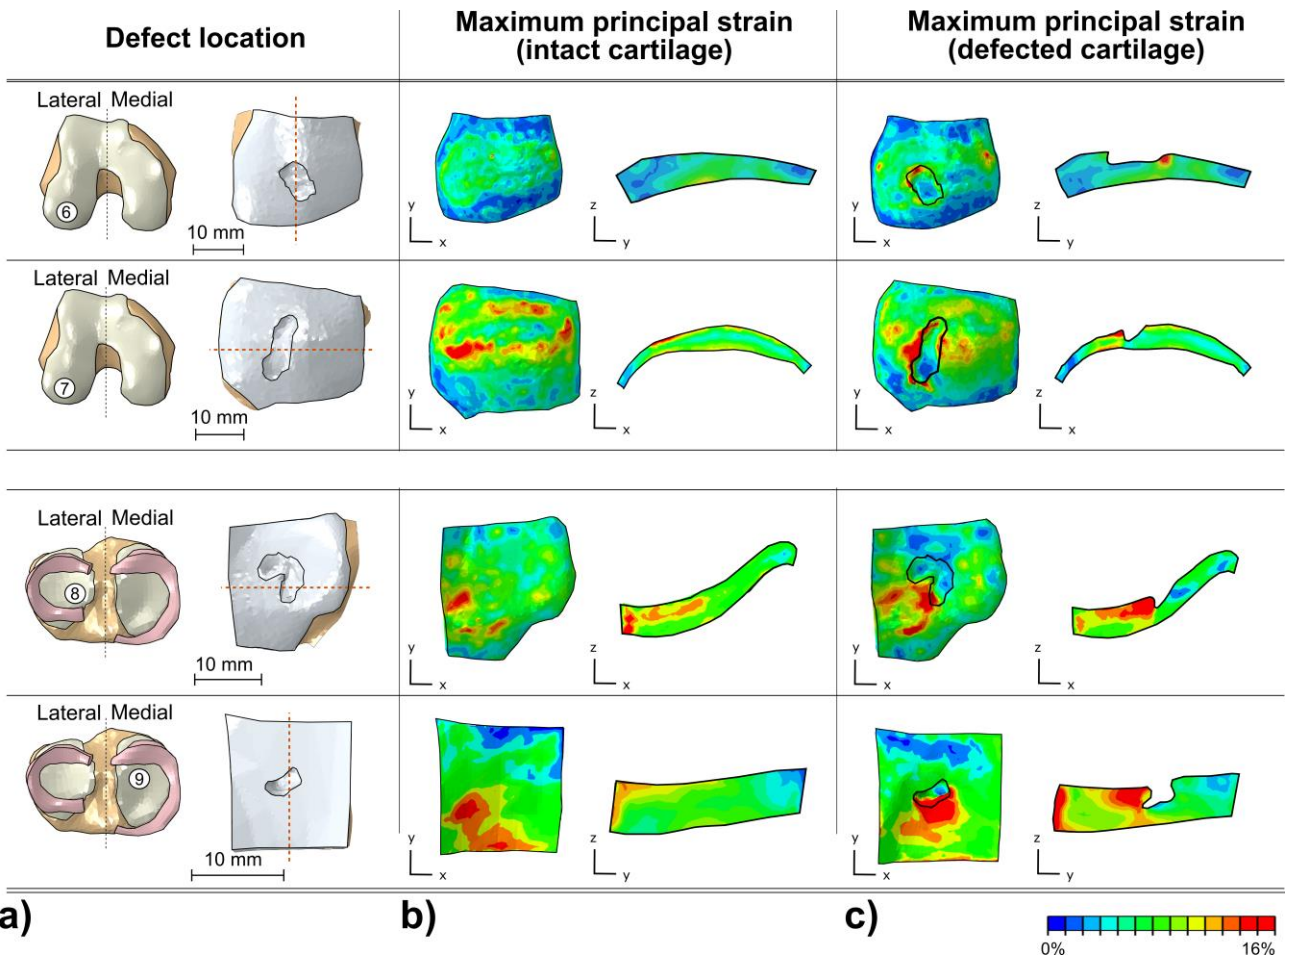 Defect location
Maximum principal strain
(intact cartilage)
Maximum principal strain
(defected cartilage)
Lateral Medial
6
10 mm
y
x
z
y
y
x
z
y
Lateral Medial
7
10 mm
y
x
z
x
y
x
z
x
Lateral Medial
8
10 mm
y
x
z
x
y
x
z
x
Lateral Medial
9
10 mm
y
x
z
y
y
x
z
y
a)
b)
c)
0%
16%